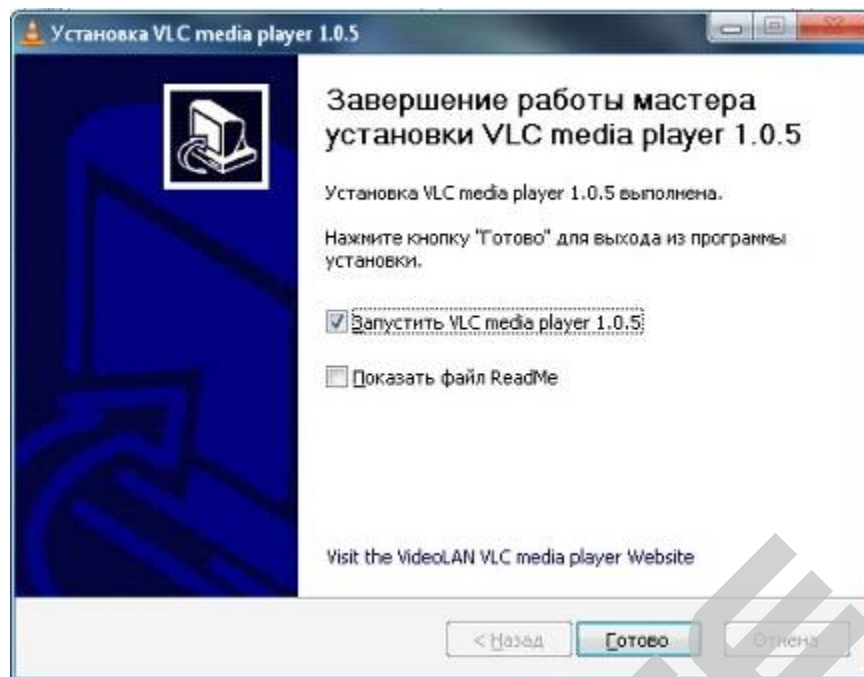 Установка VLC media player 1.0.5
Завершение работы мастера
установки VLC media player 1.0.5
Установка VLC media player 1.0.5 выполнена.
Нажмите кнопку "Готово" для выхода из программы
установки.
Запустить VLC media player 1.0.5
Показать файл ReadMe
Visit the VideoLAN VLC media player Website
< Назад Готово Отмена